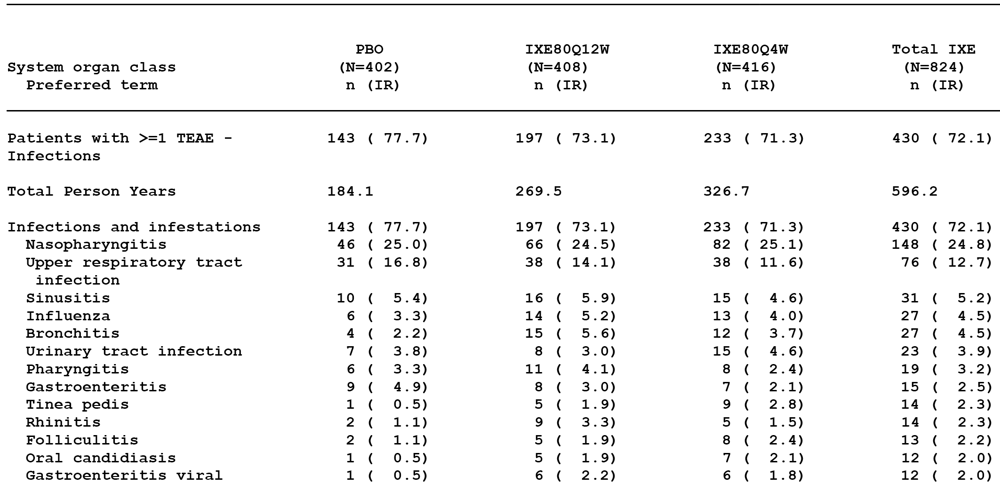 PBO IXE80Q12W IXE80Q4W Total IXE
System organ class (N=402) (N=408) (N=416) (N=824)
Preferred term n (IR) n (IR) n (IR) n (IR)
Patients with >=1 TEAE - 143 ( 77.7) 197 ( 73.1) 233 ( 71.3) 430 ( 72.1)
Infections
Total Person Years 184.1 269.5 326.7 596.2
Infections and infestations 143 ( 77.7) 197 ( 73.1) 233 ( 71.3) 430 ( 72.1)
Nasopharyngitis 46 ( 25.0) 66 ( 24.5) 82 ( 25.1) 148 ( 24.8)
Upper respiratory tract 31 ( 16.8) 38 ( 14.1) 38 ( 11.6) 76 ( 12.7)
infection
Sinusitis 10 ( 5.4) 16 ( 5.9) 15 ( 4.6) 31 ( 5.2)
Influenza 6 ( 3.3) 14 ( 5.2) 13 ( 4.0) 27 ( 4.5)
Bronchitis 4 ( 2.2) 15 ( 5.6) 12 ( 3.7) 27 ( 4.5)
Urinary tract infection 7 ( 3.8) 8 ( 3.0) 15 ( 4.6) 23 ( 3.9)
Pharyngitis 6 ( 3.3) 11 ( 4.1) 8 ( 2.4) 19 ( 3.2)
Gastroenteritis 9 ( 4.9) 8 ( 3.0) 7 ( 2.1) 15 ( 2.5)
Tinea pedis 1 ( 0.5) 5 ( 1.9) 9 ( 2.8) 14 ( 2.3)
Rhinitis 2 ( 1.1) 9 ( 3.3) 5 ( 1.5) 14 ( 2.3)
Folliculitis 2 ( 1.1) 5 ( 1.9) 8 ( 2.4) 13 ( 2.2)
Oral candidiasis 1 ( 0.5) 5 ( 1.9) 7 ( 2.1) 12 ( 2.0)
Gastroenteritis viral 1 ( 0.5) 6 ( 2.2) 6 ( 1.8) 12 ( 2.0)